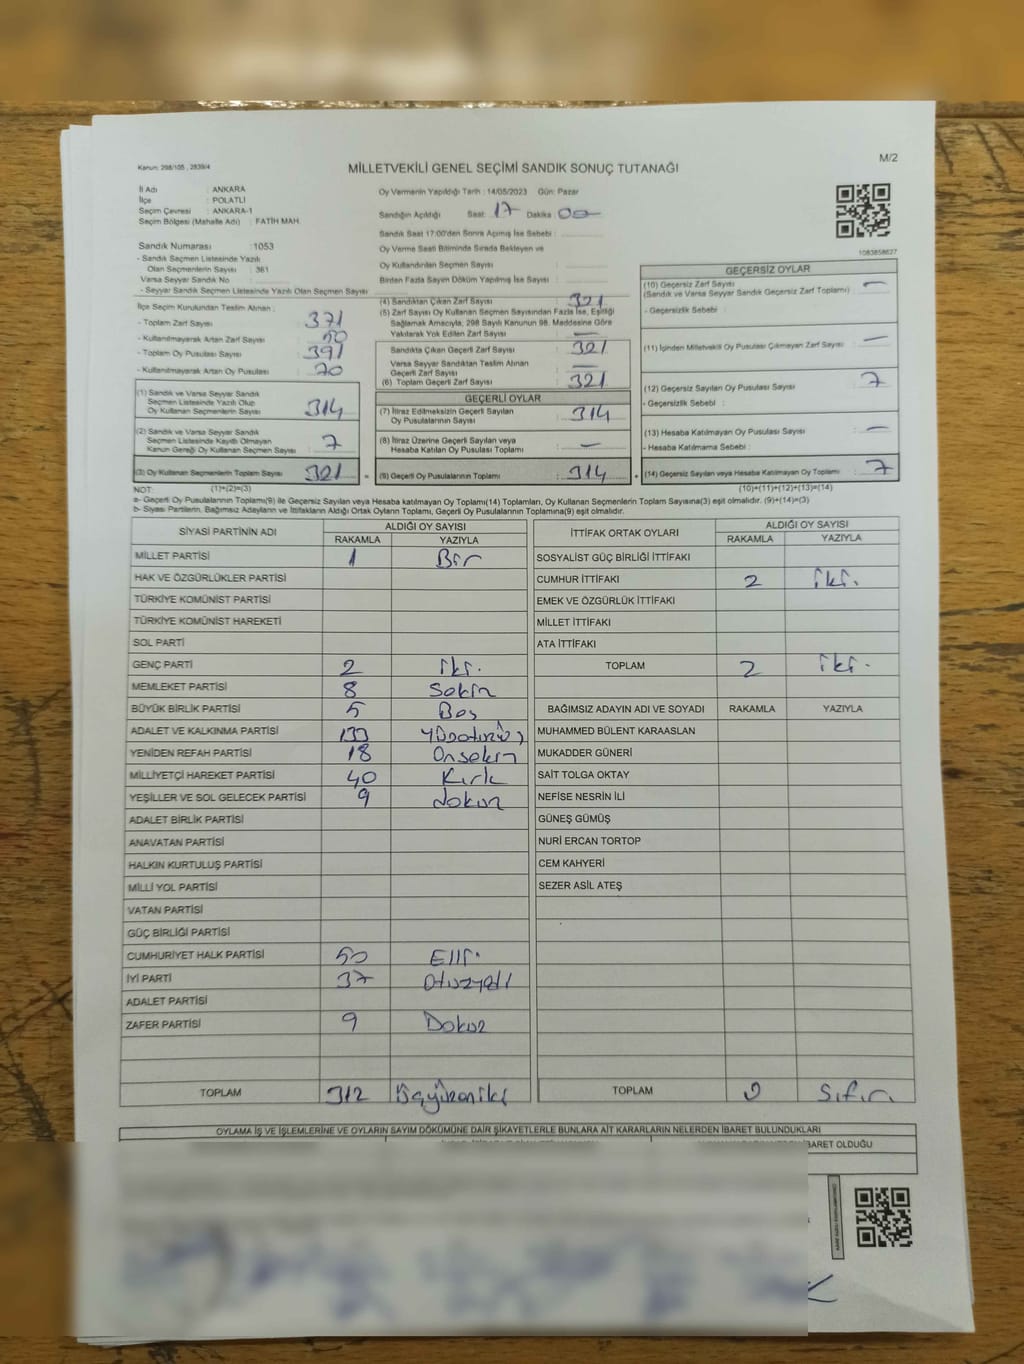 M/2
Kanun: 298/105 , 2839/4
MİLLETVEKİLİ GENEL SEÇİMİ SANDIK SONUÇ TUTANAĞI
İl Adı : ANKARA
İlçe : POLATLI
Seçim Çevresi : ANKARA-1
Seçim Bölgesi (Mahalle Adı) : FATİH MAH.
Sandık Numarası : 1053
- Sandık Seçmen Listesinde Yazılı
Olan Seçmenlerin Sayısı : 361
Varsa Seyyar Sandık No :
- Seyyar Sandık Seçmen Listesinde Yazılı Olan Seçmen Sayısı
İlçe Seçim Kurulundan Teslim Alınan :
- Toplam Zarf Sayısı : 371
- Kullanılmayarak Artan Zarf Sayısı : 50
- Toplam Oy Pusulası Sayısı : 391
- Kullanılmayarak Artan Oy Pusulası : 70
(1) Sandık ve Varsa Seyyar Sandık
Seçmen Listesinde Yazılı Olup
Oy Kullanan Seçmenlerin Sayısı : 314
(2) Sandık ve Varsa Seyyar Sandık
Seçmen Listesinde Kayıtlı Olmayan
Kanun Gereği Oy Kullanan Seçmen Sayısı : 7
(3) Oy Kullanan Seçmenlerin Toplam Sayısı : 321 =
Oy Vermenin Yapıldığı Tarih : 14/05/2023 Gün: Pazar
Sandığın Açıldığı Saat: 17 Dakika 00
Sandık Saat 17:00'den Sonra Açılmış İse Sebebi :
Oy Verme Saati Bitiminde Sırada Bekleyen ve
Oy Kullandırılan Seçmen Sayısı :
Birden Fazla Sayım Döküm Yapılmış İse Sayısı :
(4) Sandıktan Çıkan Zarf Sayısı : 321
(5) Zarf Sayısı Oy Kullanan Seçmen Sayısından Fazla İse, Eşitliği
Sağlamak Amacıyla, 298 Sayılı Kanunun 98. Maddesine Göre
Yakılarak Yok Edilen Zarf Sayısı : —
Sandıkta Çıkan Geçerli Zarf Sayısı : 321
Varsa Seyyar Sandıktan Teslim Alınan
Geçerli Zarf Sayısı : —
(6) Toplam Geçerli Zarf Sayısı : 321
GEÇERLİ OYLAR
(7) İtiraz Edilmeksizin Geçerli Sayılan
Oy Pusulalarının Sayısı : 314
(8) İtiraz Üzerine Geçerli Sayılan veya
Hesaba Katılan Oy Pusulası Toplamı : —
(9) Geçerli Oy Pusulalarının Toplamı : 314 +
1083858627
GEÇERSİZ OYLAR
(10) Geçersiz Zarf Sayısı : —
(Sandık ve Varsa Seyyar Sandık Geçersiz Zarf Toplamı)
- Geçersizlik Sebebi :
(11) İçinden Milletvekili Oy Pusulası Çıkmayan Zarf Sayısı : —
(12) Geçersiz Sayılan Oy Pusulası Sayısı : 7
- Geçersizlik Sebebi :
(13) Hesaba Katılmayan Oy Pusulası Sayısı : —
- Hesaba Katılmama Sebebi :
(14) Geçersiz Sayılan veya Hesaba Katılmayan Oy Toplamı : 7
NOT: (1)+(2)=(3) (10)+(11)+(12)+(13)=(14)
a- Geçerli Oy Pusulalarının Toplamı(9) ile Geçersiz Sayılan veya Hesaba Katılmayan Oy Toplamı(14) Toplamları, Oy Kullanan Seçmenlerin Toplam Sayısına(3) eşit olmalıdır. (9)+(14)=(3)
b- Siyasi Partilerin, Bağımsız Adayların ve İttifakların Aldığı Ortak Oyların Toplamı, Geçerli Oy Pusulalarının Toplamına(9) eşit olmalıdır.
SİYASİ PARTİNİN ADI ALDIĞI OY SAYISI
RAKAMLA YAZIYLA
MİLLET PARTİSİ 1 Bir
HAK VE ÖZGÜRLÜKLER PARTİSİ
TÜRKİYE KOMÜNİST PARTİSİ
TÜRKİYE KOMÜNİST HAREKETİ
SOL PARTİ
GENÇ PARTİ 2 iki.
MEMLEKET PARTİSİ 8 Sekiz
BÜYÜK BİRLİK PARTİSİ 5 Beş
ADALET VE KALKINMA PARTİSİ 133
YENİDEN REFAH PARTİSİ 18 Onsekiz
MİLLİYETÇİ HAREKET PARTİSİ 40 Kırk
YEŞİLLER VE SOL GELECEK PARTİSİ 9 dokuz
ADALET BİRLİK PARTİSİ
ANAVATAN PARTİSİ
HALKIN KURTULUŞ PARTİSİ
MİLLİ YOL PARTİSİ
VATAN PARTİSİ
GÜÇ BİRLİĞİ PARTİSİ
CUMHURİYET HALK PARTİSİ 50 Elli.
İYİ PARTİ 37 Otuzyedi
ADALET PARTİSİ
ZAFER PARTİSİ 9 Dokuz
TOPLAM 312 Üçyüzoniki
İTTİFAK ORTAK OYLARI ALDIĞI OY SAYISI
RAKAMLA YAZIYLA
SOSYALİST GÜÇ BİRLİĞİ İTTİFAKI
CUMHUR İTTİFAKI 2 iki.
EMEK VE ÖZGÜRLÜK İTTİFAKI
MİLLET İTTİFAKI
ATA İTTİFAKI
TOPLAM 2 iki.
BAĞIMSIZ ADAYIN ADI VE SOYADI RAKAMLA YAZIYLA
MUHAMMED BÜLENT KARAASLAN
MUKADDER GÜNERİ
SAİT TOLGA OKTAY
NEFİSE NESRİN İLİ
GÜNEŞ GÜMÜŞ
NURİ ERCAN TORTOP
CEM KAHYERİ
SEZER ASİL ATEŞ
TOPLAM 0 Sıfır
OYLAMA İŞ VE İŞLEMLERİNE VE OYLARIN SAYIM DÖKÜMÜNE DAİR ŞİKAYETLERLE BUNLARA AİT KARARLARIN NELERDEN İBARET BULUNDUKLARI
İBARET OLDUĞU